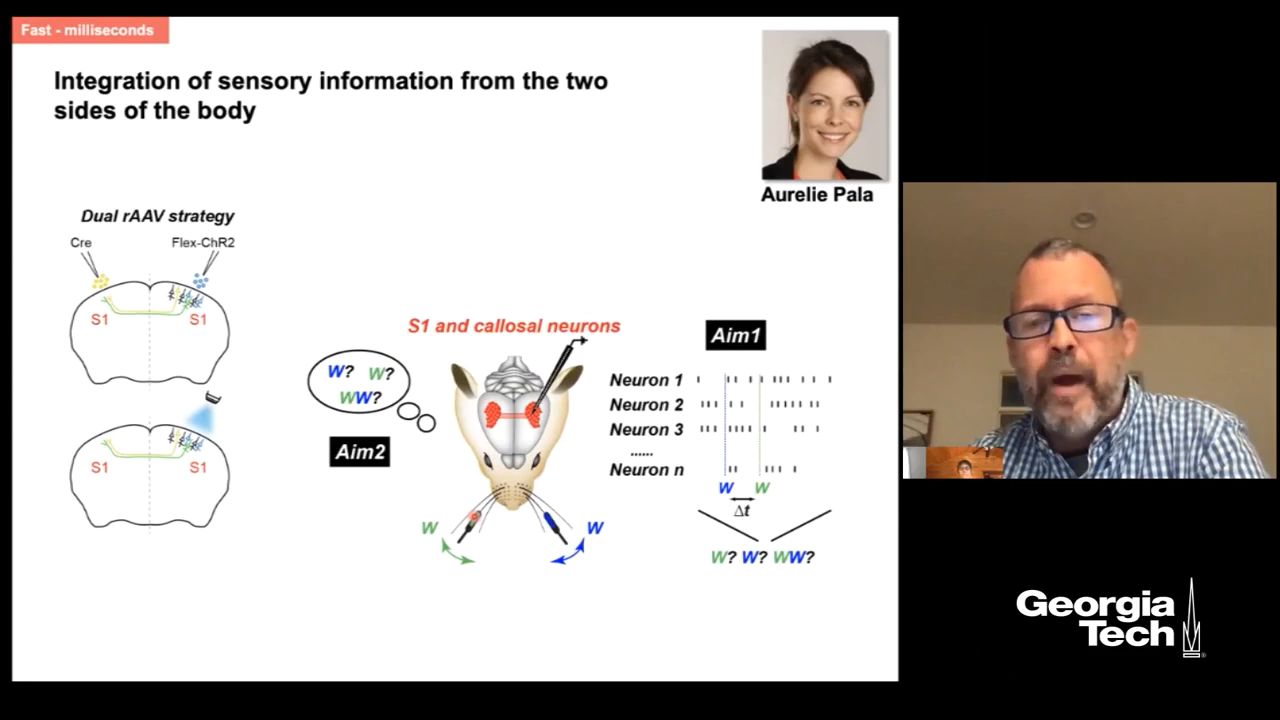 Fast - milliseconds
Integration of sensory information from the two
sides of the body
Aurelie Pala
Dual rAAV strategy
Cre
Flex-ChR2
S1
S1
S1
S1
W? W?
WW?
Aim2
S1 and callosal neurons
W
W
Aim1
Neuron 1
Neuron 2
Neuron 3
......
Neuron n
W
W
Δt
W? W? WW?
Georgia
Tech